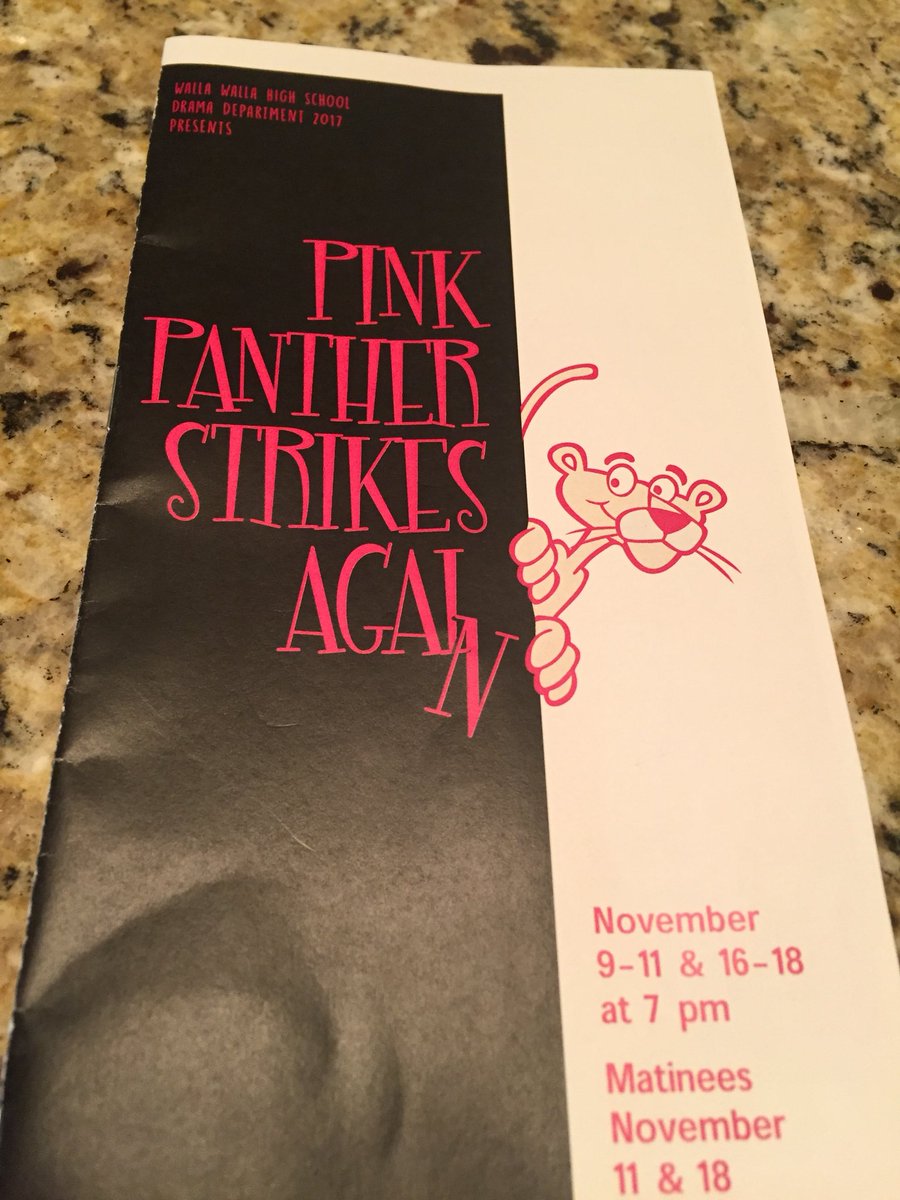 WALLA WALLA HIGH SCHOOL
DRAMA DEPARTMENT 2017
PRESENTS
PINK
PANTHER
STRIKES
AGAIN
November
9-11 & 16-18
at 7 pm
Matinees
November
11 & 18